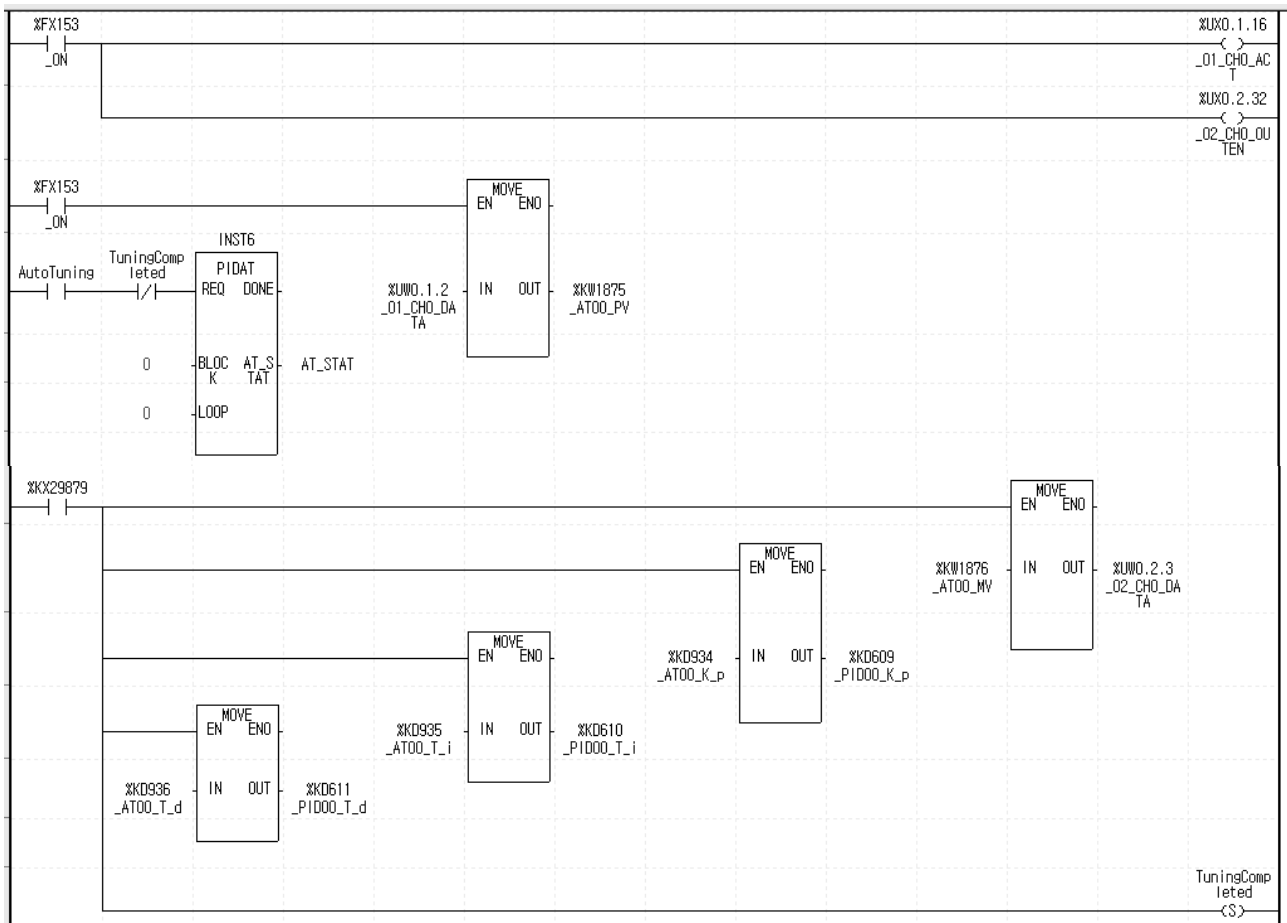 %FX153
_ON
%UX0.1.16
_01_CH0_AC
T
%UX0.2.32
_02_CH0_OU
TEN
%FX153
_ON
MOVE
EN ENO
INST6
AutoTuning
TuningComp
leted
PIDAT
REQ DONE
%UW0.1.2
_01_CH0_DA
TA
IN OUT
%KW1875
_AT00_PV
0
BLOC
K
AT_S
TAT
AT_STAT
0
LOOP
%KX29879
MOVE
EN ENO
MOVE
EN ENO
%KW1876
_AT00_MV
IN OUT
%UW0.2.3
_02_CH0_DA
TA
MOVE
EN ENO
%KD934
_AT00_K_p
IN OUT
%KD609
_PID00_K_p
MOVE
EN ENO
%KD935
_AT00_T_i
IN OUT
%KD610
_PID00_T_i
%KD936
_AT00_T_d
IN OUT
%KD611
_PID00_T_d
TuningComp
leted
S